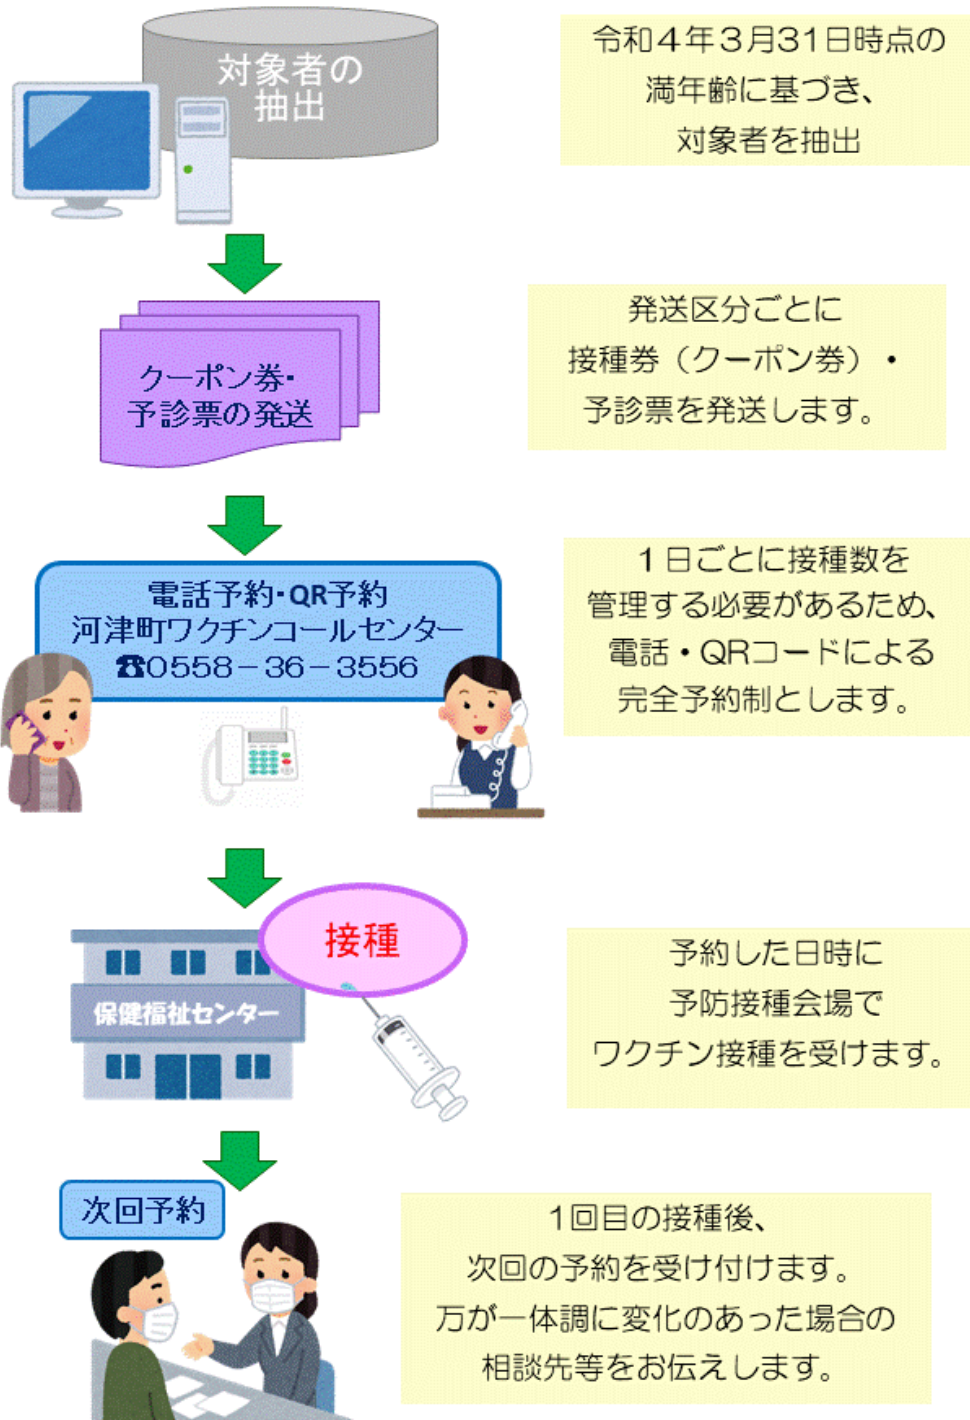 対象者の
抽出
令和４年３月31日時点の
満年齢に基づき、
対象者を抽出
クーポン券・
予診票の発送
発送区分ごとに
接種券（クーポン券）・
予診票を発送します。
電話予約・QR予約
河津町ワクチンコールセンター
☎0558－36－3556
１日ごとに接種数を
管理する必要があるため、
電話・QRコードによる
完全予約制とします。
接種
保健福祉センター
予約した日時に
予防接種会場で
ワクチン接種を受けます。
次回予約
１回目の接種後、
次回の予約を受け付けます。
万が一体調に変化のあった場合の
相談先等をお伝えします。